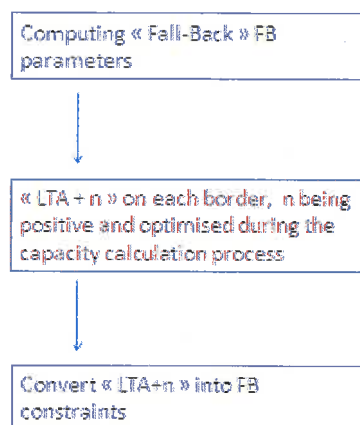 Computing « Fall-Back » FB
parameters
« LTA + n » on each border, n being
positive and optimised during the
capacity calculation process
Convert « LTA+n » into FB
constraints